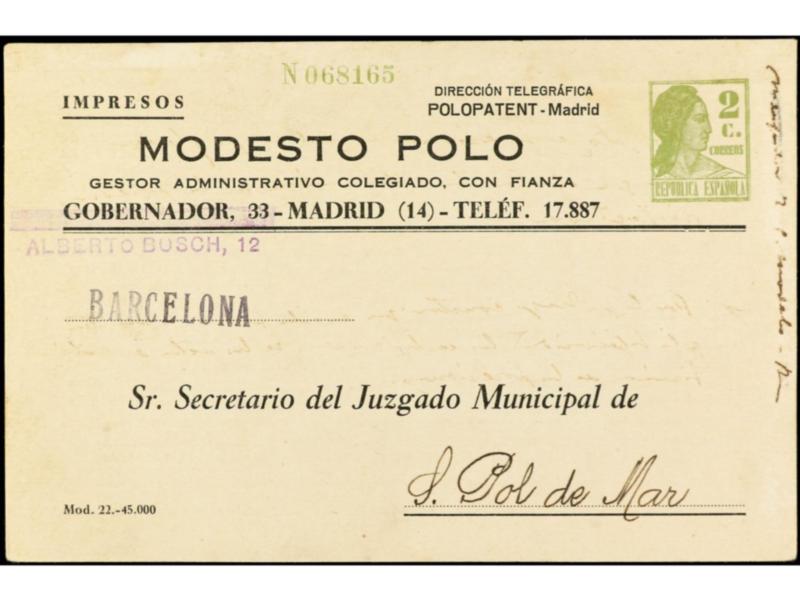 N068165
IMPRESOS
DIRECCIÓN TELEGRÁFICA
POLOPATENT - Madrid
2
C.
CORREOS
REPUBLICA ESPAÑOLA
MODESTO POLO
GESTOR ADMINISTRATIVO COLEGIADO, CON FIANZA
GOBERNADOR, 33 - MADRID (14) - TELÉF. 17.887
ALBERTO BUSCH, 12
BARCELONA
Sr. Secretario del Juzgado Municipal de
S. Pol de Mar
Mod. 22.-45.000